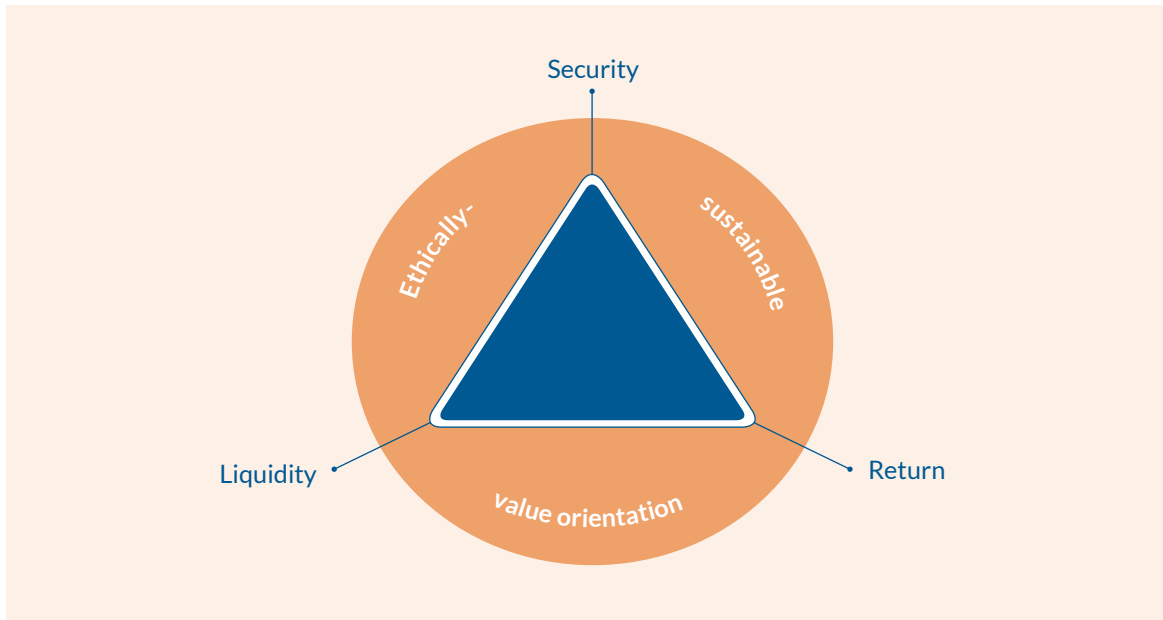 Security
Ethically-
sustainable
Liquidity
Return
value orientation